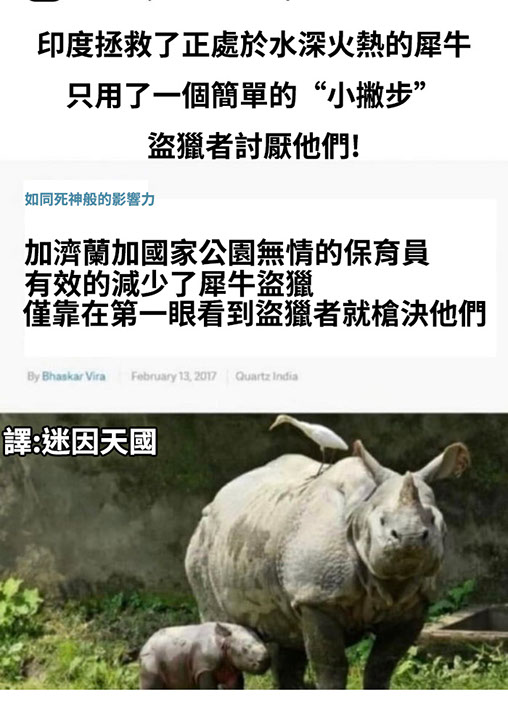 印度拯救了正處於水深火熱的犀牛
只用了一個簡單的“小撇步”
盜獵者討厭他們!
如同死神般的影響力
加濟蘭加國家公園無情的保育員
有效的減少了犀牛盜獵
僅靠在第一眼看到盜獵者就槍決他們
By Bhaskar Vira February 13, 2017 Quartz India
譯:迷因天國